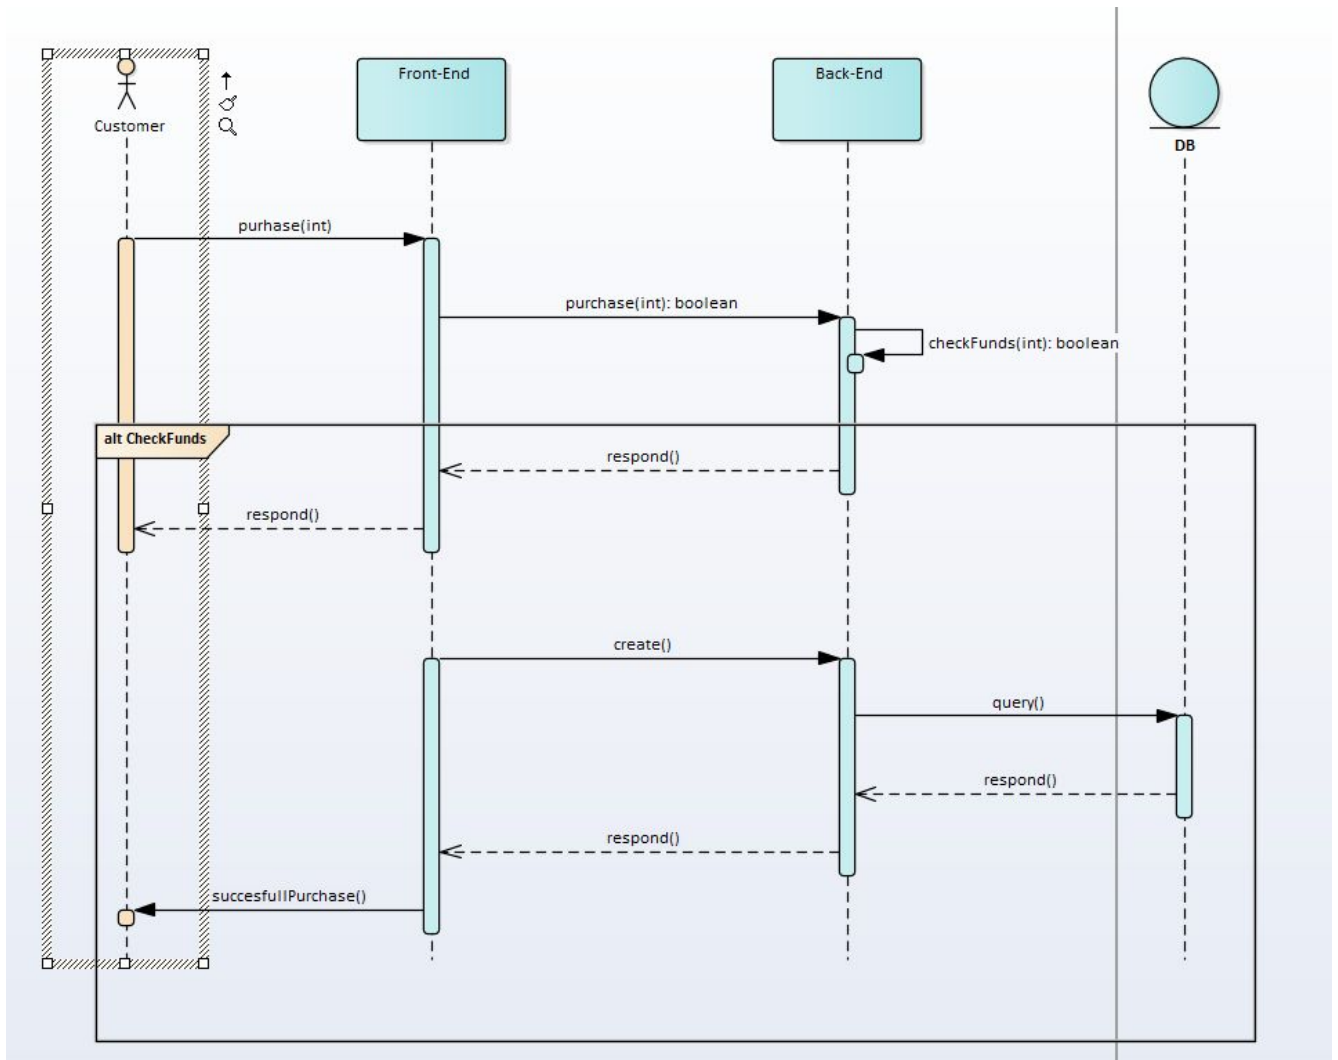 Customer
Front-End
Back-End
DB
purhase(int)
purchase(int): boolean
checkFunds(int): boolean
alt CheckFunds
respond()
respond()
create()
query()
respond()
respond()
succesfullPurchase()